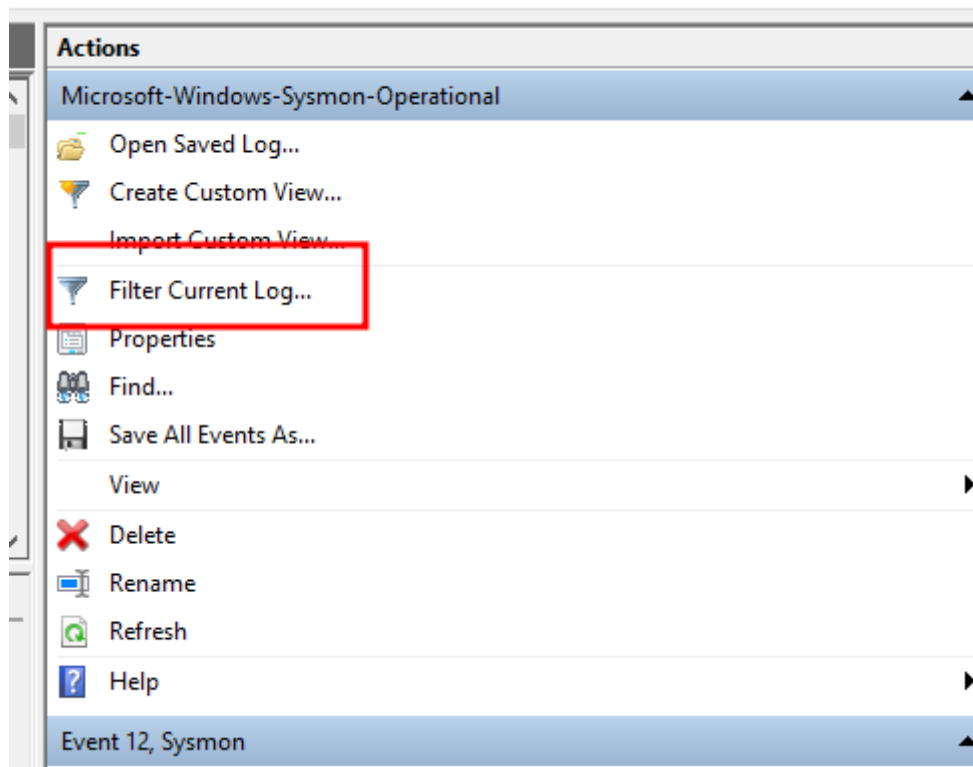 Actions
Microsoft-Windows-Sysmon-Operational
Open Saved Log...
Create Custom View...
Import Custom View...
Filter Current Log...
Properties
Find...
Save All Events As...
View
Delete
Rename
Refresh
Help
Event 12, Sysmon